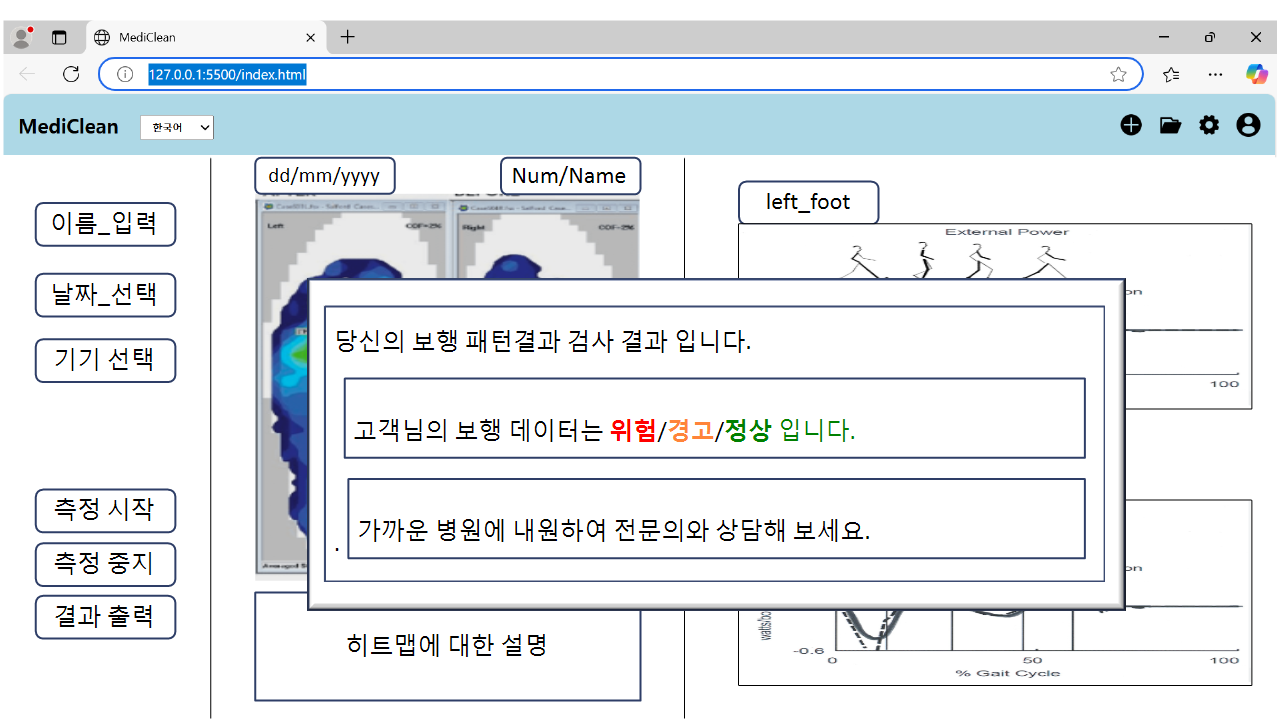 MediClean
127.0.0.1:5500/index.html
MediClean
한국어
dd/mm/yyyy
Num/Name
이름_입력
날짜_선택
기기 선택
측정 시작
측정 중지
결과 출력
Left
COF=2%
Right
COF=2%
left_foot
External Power
100
당신의 보행 패턴결과 검사 결과 입니다.
고객님의 보행 데이터는 위험/경고/정상 입니다.
가까운 병원에 내원하여 전문의와 상담해 보세요.
.
히트맵에 대한 설명
-0.6
0
50
100
% Gait Cycle